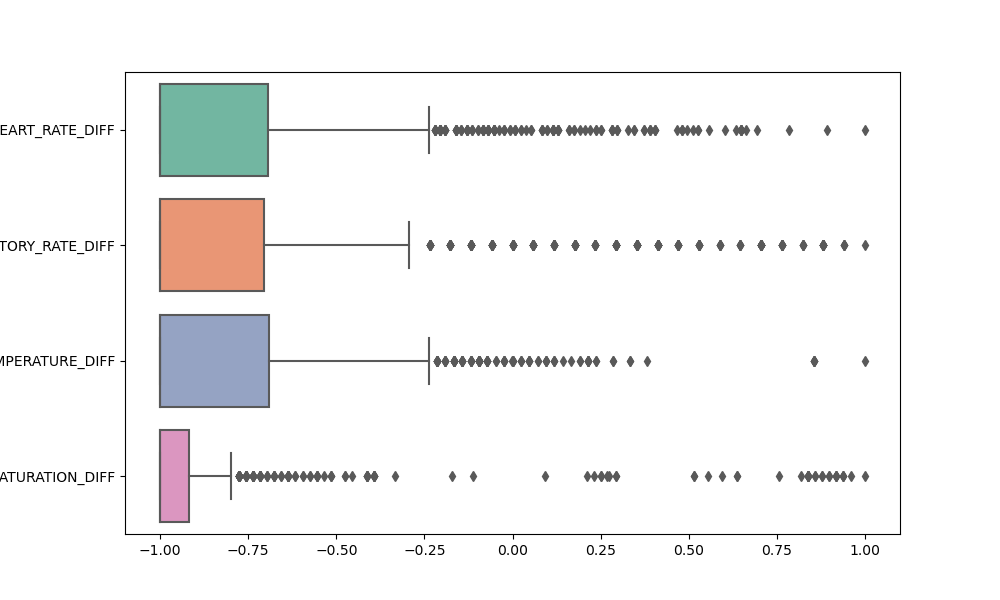 EART_RATE_DIFF
TORY_RATE_DIFF
MPERATURE_DIFF
ATURATION_DIFF
−1.00 −0.75 −0.50 −0.25 0.00 0.25 0.50 0.75 1.00